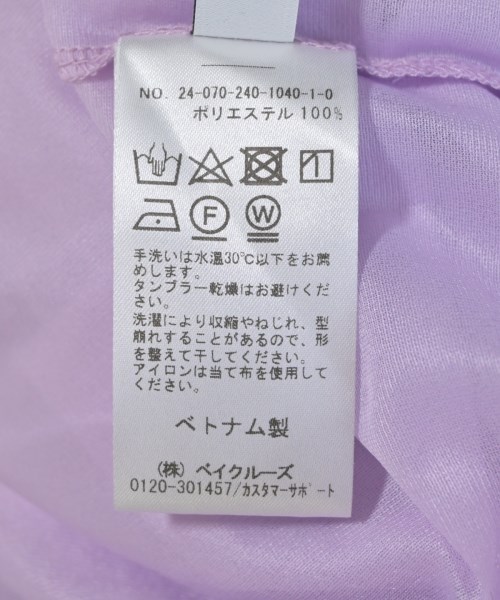 NO. 24-070-240-1040-1-0
ポリエステル 100%
F W
手洗いは水温30℃以下をお薦
めします。
タンブラー乾燥はお避けくだ
さい。
洗濯により収縮やねじれ、型
崩れすることがあるので、形
を整えて干してください。
アイロンは当て布を使用して
ください。
ベトナム製
(株) ベイクルーズ
0120-301457/カスタマーサポート